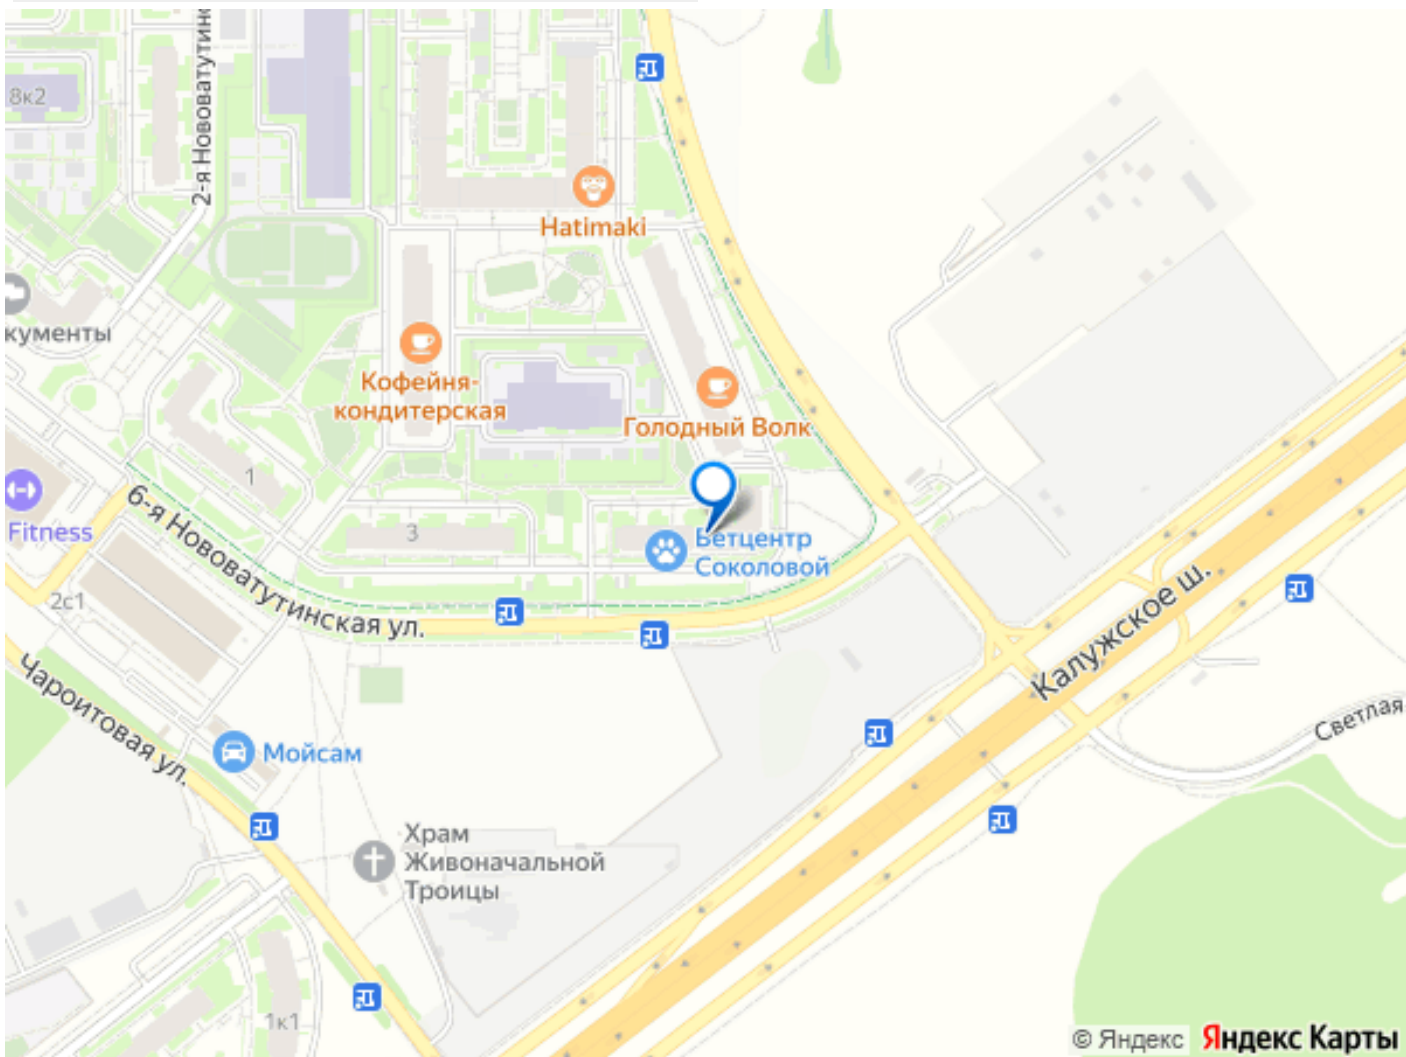 8к2
2-я Нововатутинс
Hatimaki
кументы
Кофейня-
кондитерская
Голодный Волк
1
Fitness
6-я Нововатутинская ул.
3
Ветцентр
Соколовой
2с1
Калужское ш.
Светлая
Чароитовая ул.
Мойсам
Храм
Живоначальной
Троицы
1к1
© Яндекс Яндекс Карты